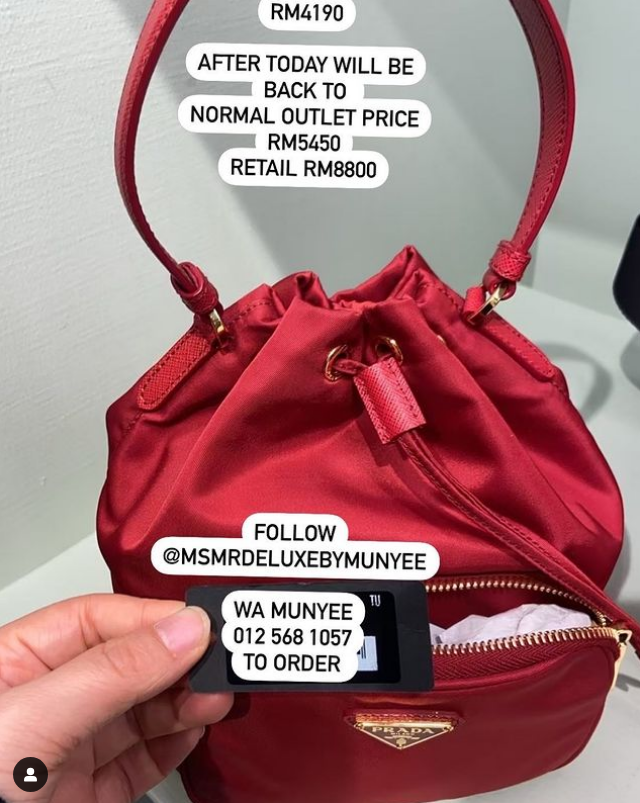 RM4190
AFTER TODAY WILL BE
BACK TO
NORMAL OUTLET PRICE
RM5450
RETAIL RM8800
FOLLOW
@MSMRDELUXEBYMUNYEE
TU
WA MUNYEE
012 568 1057
TO ORDER
PRADA